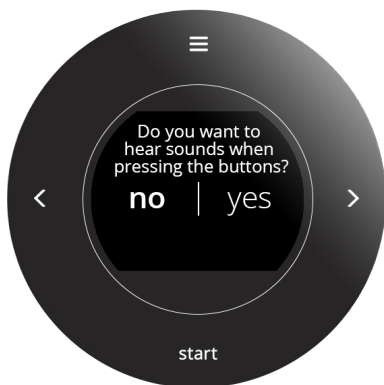 Do you want to
hear sounds when
pressing the buttons?
no | yes
start